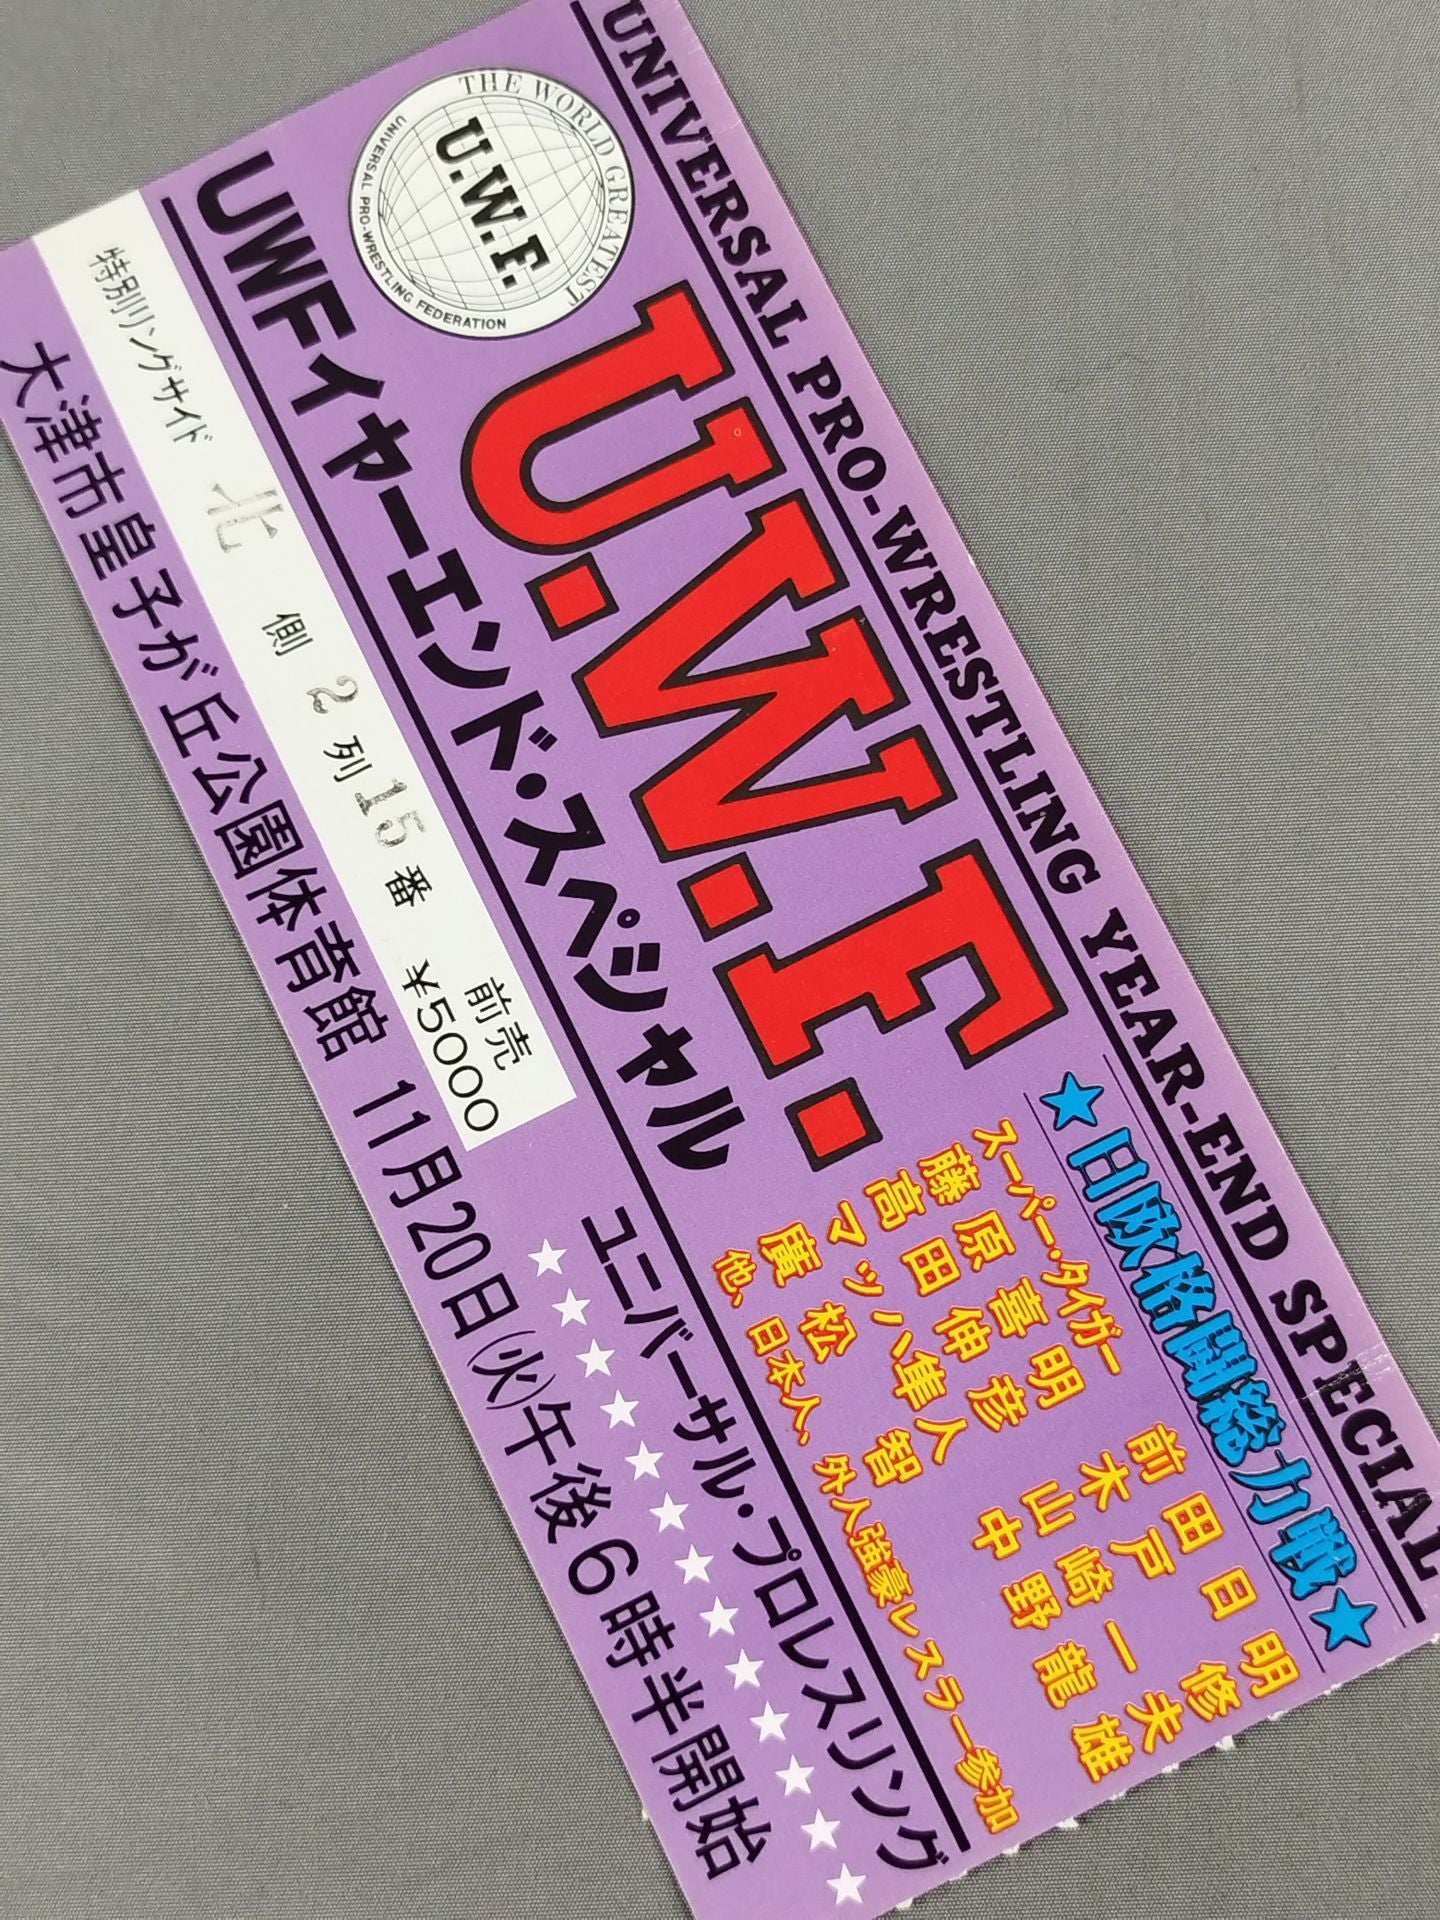 UNIVERSAL PRO-WRESTLING YEAR-END SPECIAL
THE WORLD GREATEST
U.W.F.
UNIVERSAL PRO-WRESTLING FEDERATION
U.W.F.
★日欧格闘総力戦★
スーパー・タイガー 前田日明
藤原喜明 木戸修
高田伸彦 山崎一夫
マッハ隼人 中野龍雄
廣松智
他、日本人、外人強豪レスラー参加
UWFイヤーエンド・スペシャル
ユニバーサル・プロレスリング
★★★★★★★★★★★★★
特別リングサイド 北側2列15番 前売¥5000
大津市皇子が丘公園体育館 11月20日(火)午後6時半開始